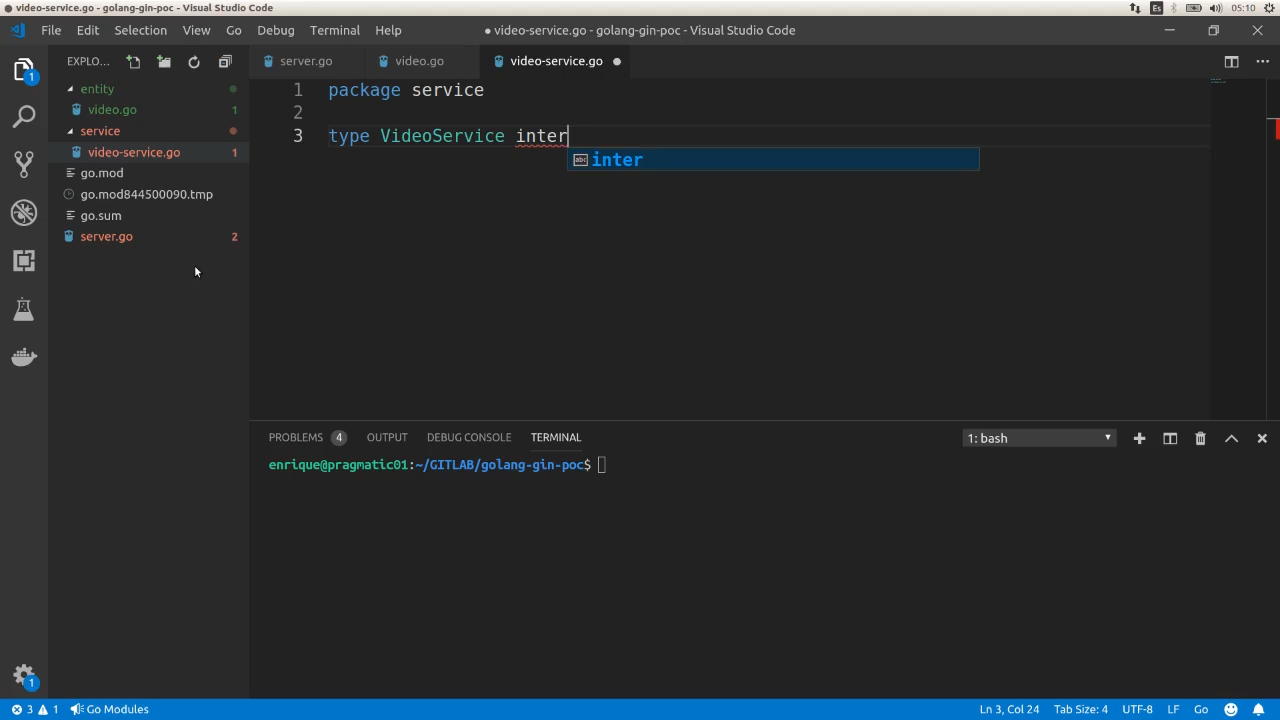 video-service.go - golang-gin-poc - Visual Studio Code
Es
05:10
File Edit Selection View Go Debug Terminal Help
● video-service.go - golang-gin-poc - Visual Studio Code
EXPLO...
server.go
video.go
video-service.go
entity
video.go 1
service
video-service.go 1
go.mod
go.mod844500090.tmp
go.sum
server.go 2
1
1 package service
2
3 type VideoService inter
abc inter
PROBLEMS 4 OUTPUT DEBUG CONSOLE TERMINAL
1: bash
enrique@pragmatic01:~/GITLAB/golang-gin-poc$
1
3 1 Go Modules
Ln 3, Col 24 Tab Size: 4 UTF-8 LF Go